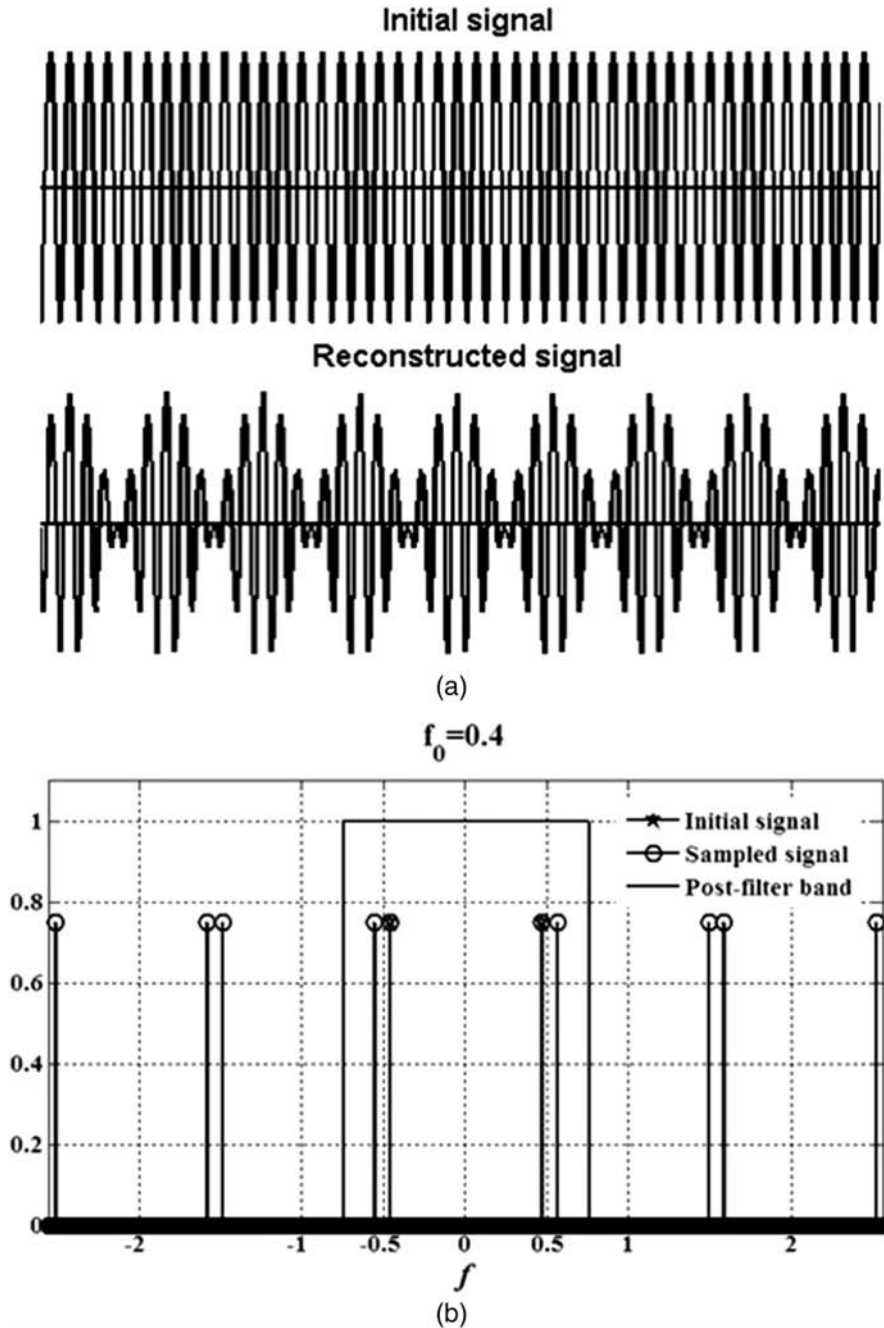 Initial signal
Reconstructed signal
(a)
f0=0.4
1
0.8
0.6
0.4
0.2
0
Initial signal
Sampled signal
Post-filter band
-2 -1 -0.5 0 0.5 1 2
f
(b)